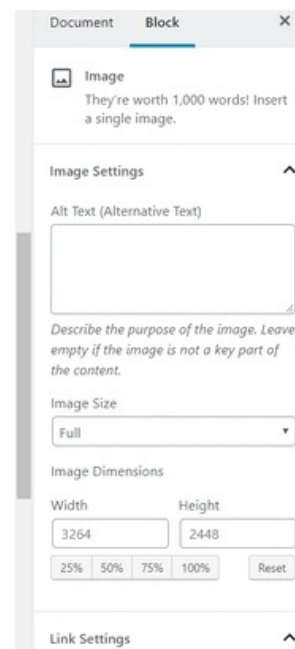 Document Block ×
Image
They're worth 1,000 words! Insert
a single image.
Image Settings
Alt Text (Alternative Text)
Describe the purpose of the image. Leave
empty if the image is not a key part of
the content.
Image Size
Full
Image Dimensions
Width Height
3264 2448
25% 50% 75% 100% Reset
Link Settings